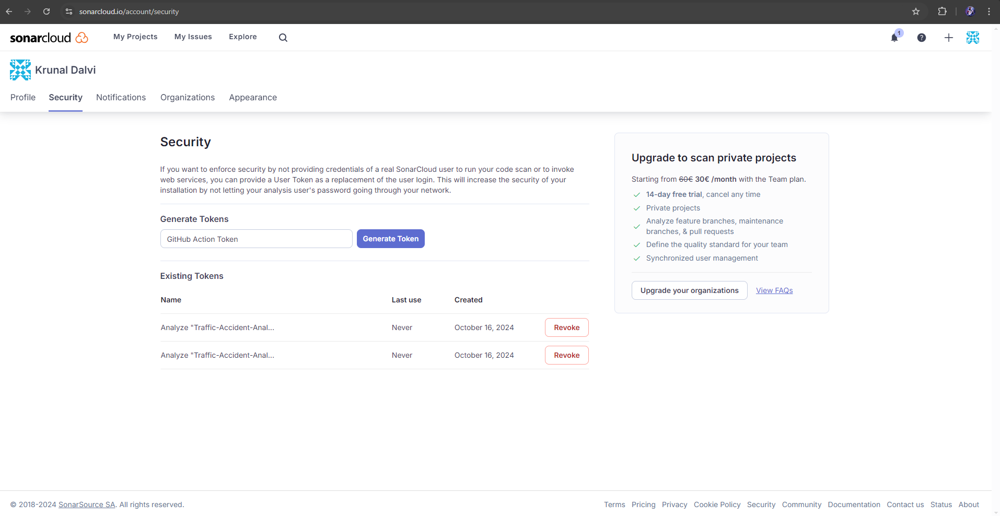 sonarcloud.io/account/security
sonarcloud
My Projects
My Issues
Explore
1
?
Krunal Dalvi
Profile
Security
Notifications
Organizations
Appearance
Security
If you want to enforce security by not providing credentials of a real SonarCloud user to run your code scan or to invoke
web services, you can provide a User Token as a replacement of the user login. This will increase the security of your
installation by not letting your analysis user's password going through your network.
Generate Tokens
GitHub Action Token
Generate Token
Existing Tokens
Name Last use Created
Analyze "Traffic-Accident-Anal... Never October 16, 2024 Revoke
Analyze "Traffic-Accident-Anal... Never October 16, 2024 Revoke
Upgrade to scan private projects
Starting from 60€ 30€ /month with the Team plan.
14-day free trial, cancel any time
Private projects
Analyze feature branches, maintenance
branches, & pull requests
Define the quality standard for your team
Synchronized user management
Upgrade your organizations
View FAQs
© 2018-2024 SonarSource SA. All rights reserved.
Terms Pricing Privacy Cookie Policy Security Community Documentation Contact us Status About